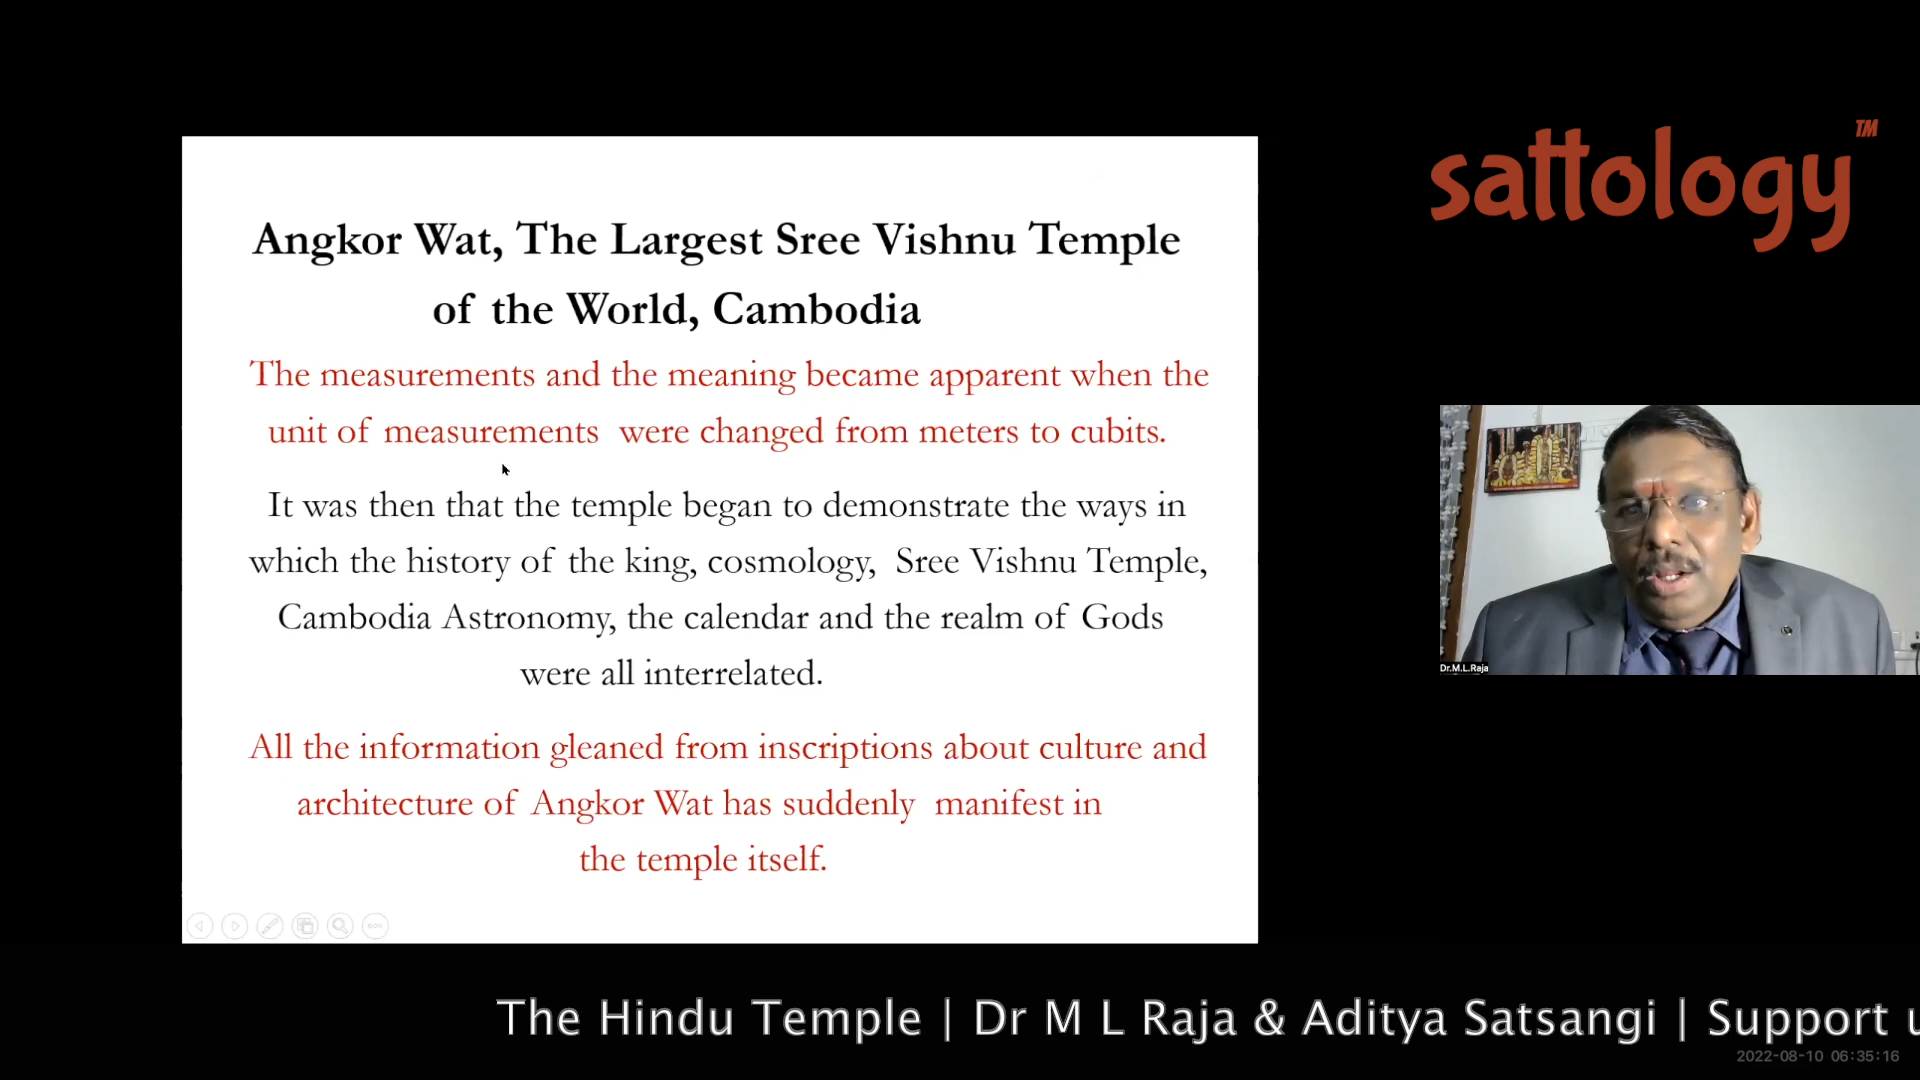 sattology™
Angkor Wat, The Largest Sree Vishnu Temple
of the World, Cambodia
The measurements and the meaning became apparent when the
unit of measurements were changed from meters to cubits.
It was then that the temple began to demonstrate the ways in
which the history of the king, cosmology, Sree Vishnu Temple,
Cambodia Astronomy, the calendar and the realm of Gods
were all interrelated.
All the information gleaned from inscriptions about culture and
architecture of Angkor Wat has suddenly manifest in
the temple itself.
Dr.M.L.Raja
The Hindu Temple | Dr M L Raja & Aditya Satsangi | Support u
2022-08-10 06:35:16